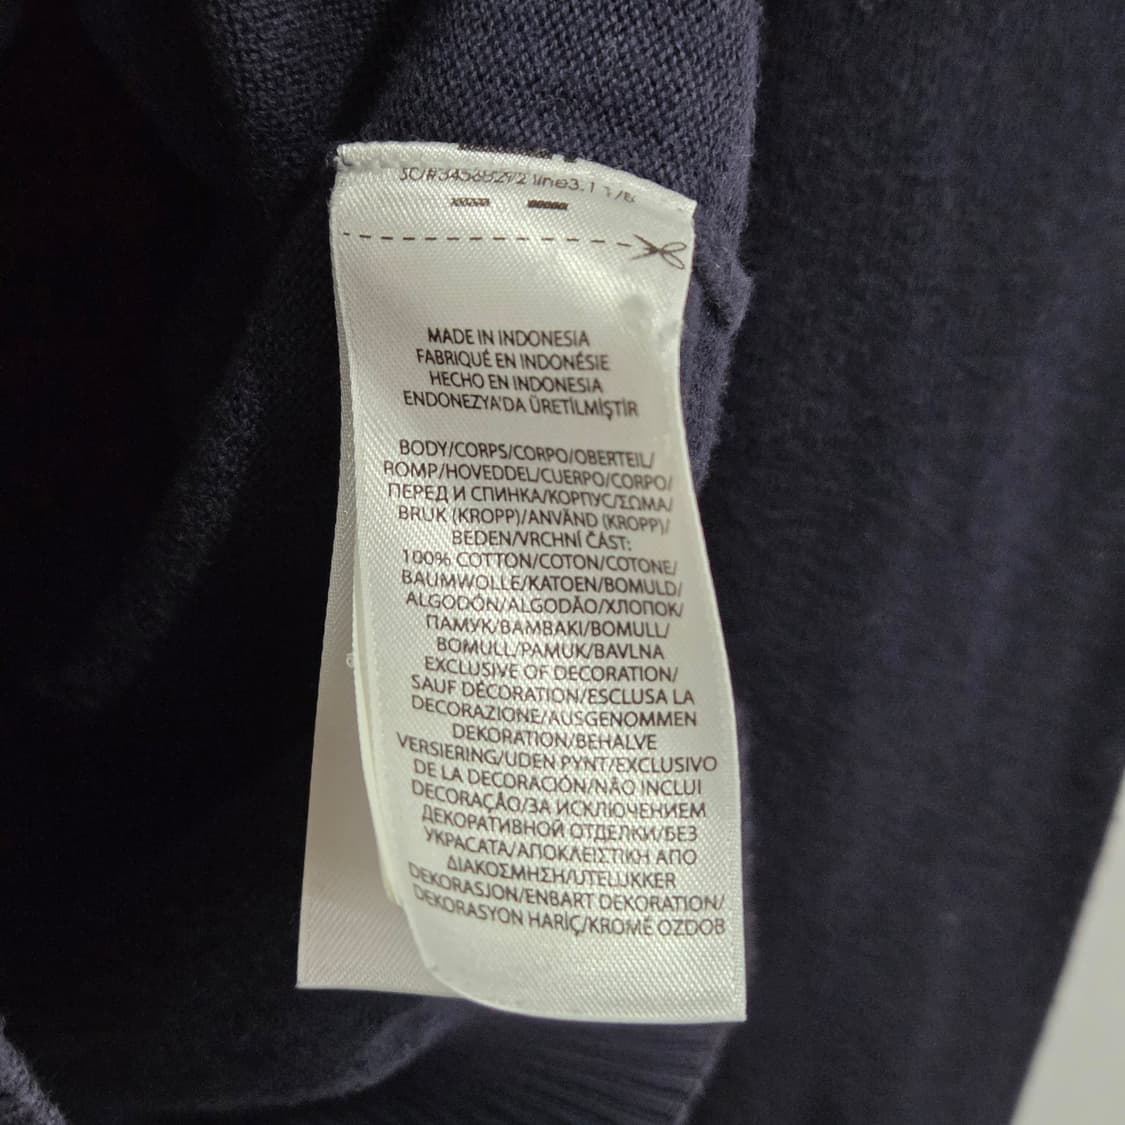 MADE IN INDONESIA
FABRIQUÉ EN INDONÉSIE
HECHO EN INDONESIA
ENDONEZYA'DA ÜRETİLMİŞTİR
BODY/CORPS/CORPO/OBERTEIL/
ROMP/HOVEDDEL/CUERPO/CORPO/
ПЕРЕД И СПИНКА/КОРПУС/ΣΩΜΑ/
BRUK (KROPP)/ANVÄND (KROPP)/
BEDEN/VRCHNÍ ČÁST:
100% COTTON/COTON/COTONE/
BAUMWOLLE/KATOEN/BOMULD/
ALGODÓN/ALGODÃO/ХЛОПОК/
ПАМУК/BAMBAKI/BOMULL/
BOMULL/PAMUK/BAVLNA
EXCLUSIVE OF DECORATION/
SAUF DÉCORATION/ESCLUSA LA
DECORAZIONE/AUSGENOMMEN
DEKORATION/BEHALVE
VERSIERING/UDEN PYNT/EXCLUSIVO
DE LA DECORACIÓN/NÃO INCLUI
DECORAÇÃO/ЗА ИСКЛЮЧЕНИЕМ
ДЕКОРАТИВНОЙ ОТДЕЛКИ/БЕЗ
УКРАСАТА/ΑΠΟΚΛΕΙΣΤΙΚΗ ΑΠΟ
ΔΙΑΚΟΣΜΗΣΗ/UTELUKKER
DEKORASJON/ENBART DEKORATION/
DEKORASYON HARİÇ/KROMĚ OZDOB